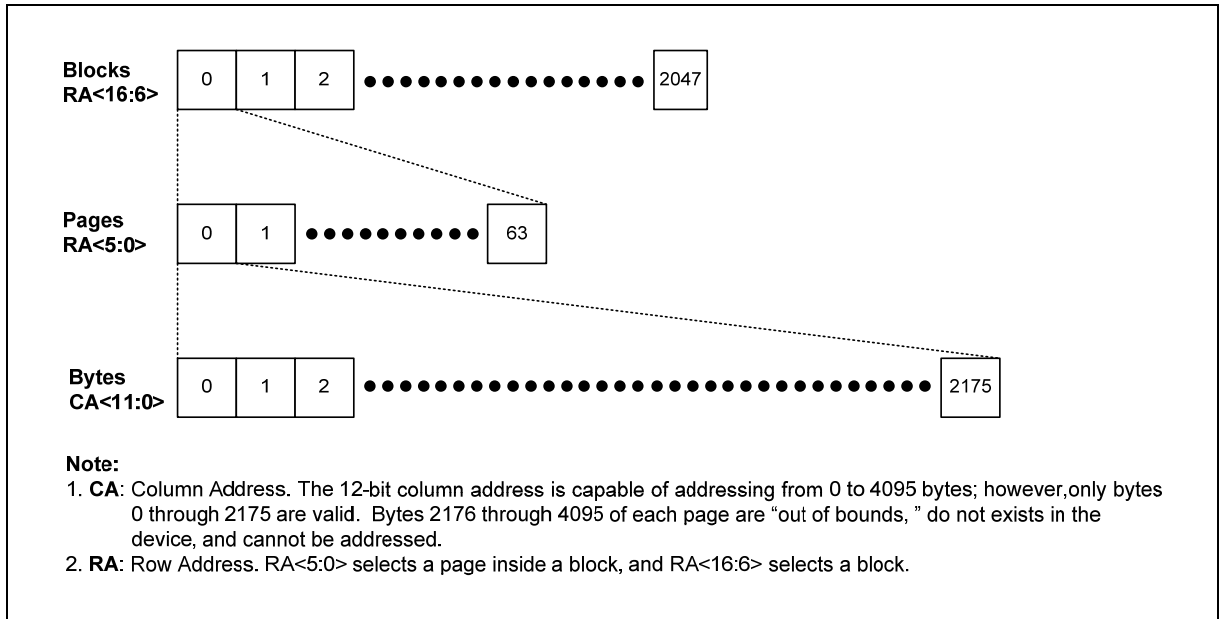 Blocks
RA<16:6>
0 1 2 2047
Pages
RA<5:0>
0 1 63
Bytes
CA<11:0>
0 1 2 2175
Note:
1. CA: Column Address. The 12-bit column address is capable of addressing from 0 to 4095 bytes; however,only bytes
0 through 2175 are valid. Bytes 2176 through 4095 of each page are “out of bounds, ” do not exists in the
device, and cannot be addressed.
2. RA: Row Address. RA<5:0> selects a page inside a block, and RA<16:6> selects a block.